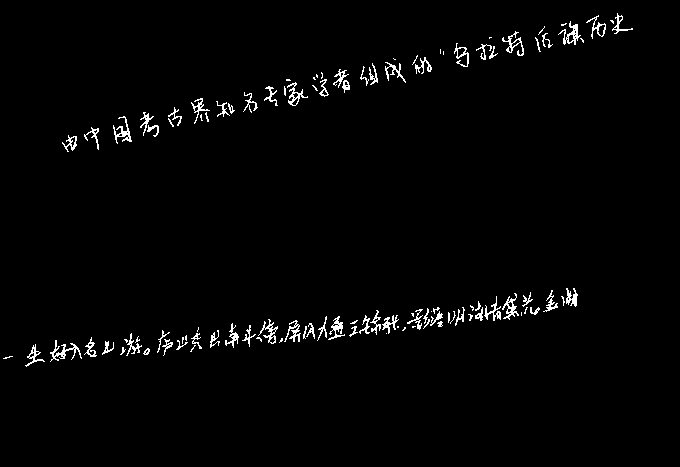 由中国考古界知名专家学者组成的“乌拉特后旗历史
一生好入名山游。庐山秀出南斗傍,屏风九叠云锦张,影落明湖青黛光。金阙